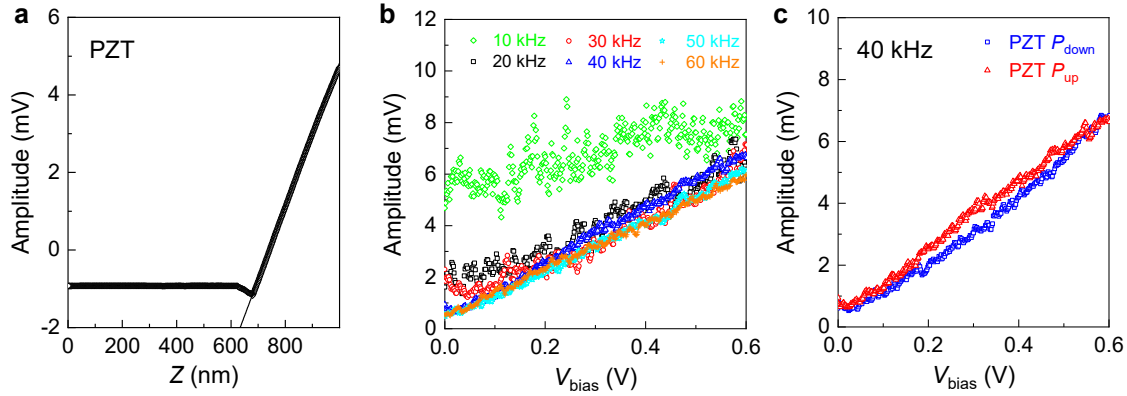 a
PZT
Amplitude (mV)
6
4
2
0
-2
0 200 400 600 800
Z (nm)
b
10 kHz 30 kHz 50 kHz
20 kHz 40 kHz 60 kHz
Amplitude (mV)
12
10
8
6
4
2
0
0.0 0.2 0.4 0.6
Vbias (V)
c
40 kHz
PZT Pdown
PZT Pup
Amplitude (mV)
10
8
6
4
2
0
0.0 0.2 0.4 0.6
Vbias (V)